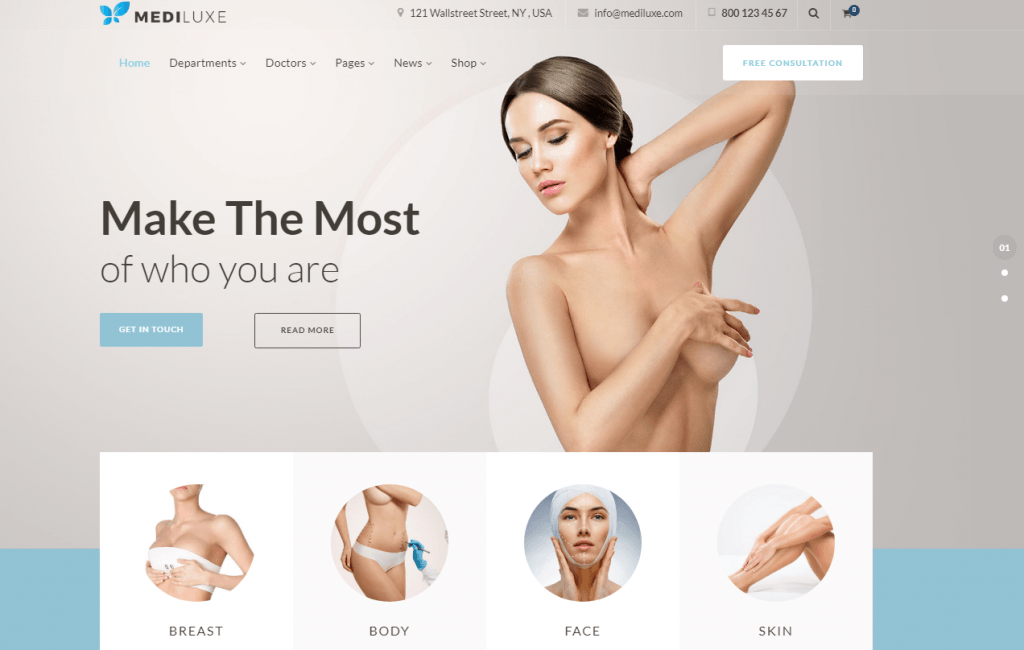 MEDILUXE
121 Wallstreet Street, NY , USA
info@mediluxe.com
800 123 45 67
0
Home
Departments
Doctors
Pages
News
Shop
FREE CONSULTATION
Make The Most
of who you are
01
GET IN TOUCH
READ MORE
BREAST
BODY
FACE
SKIN